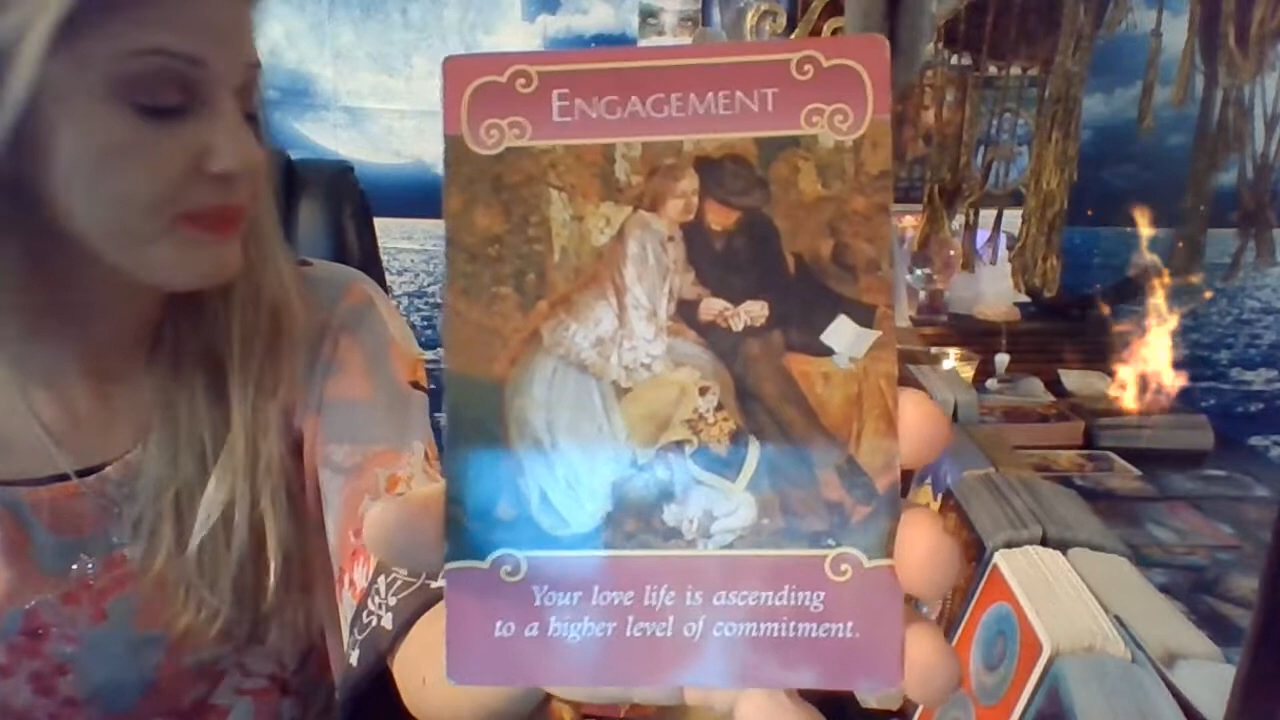 ENGAGEMENT
Your love life is ascending
to a higher level of commitment.